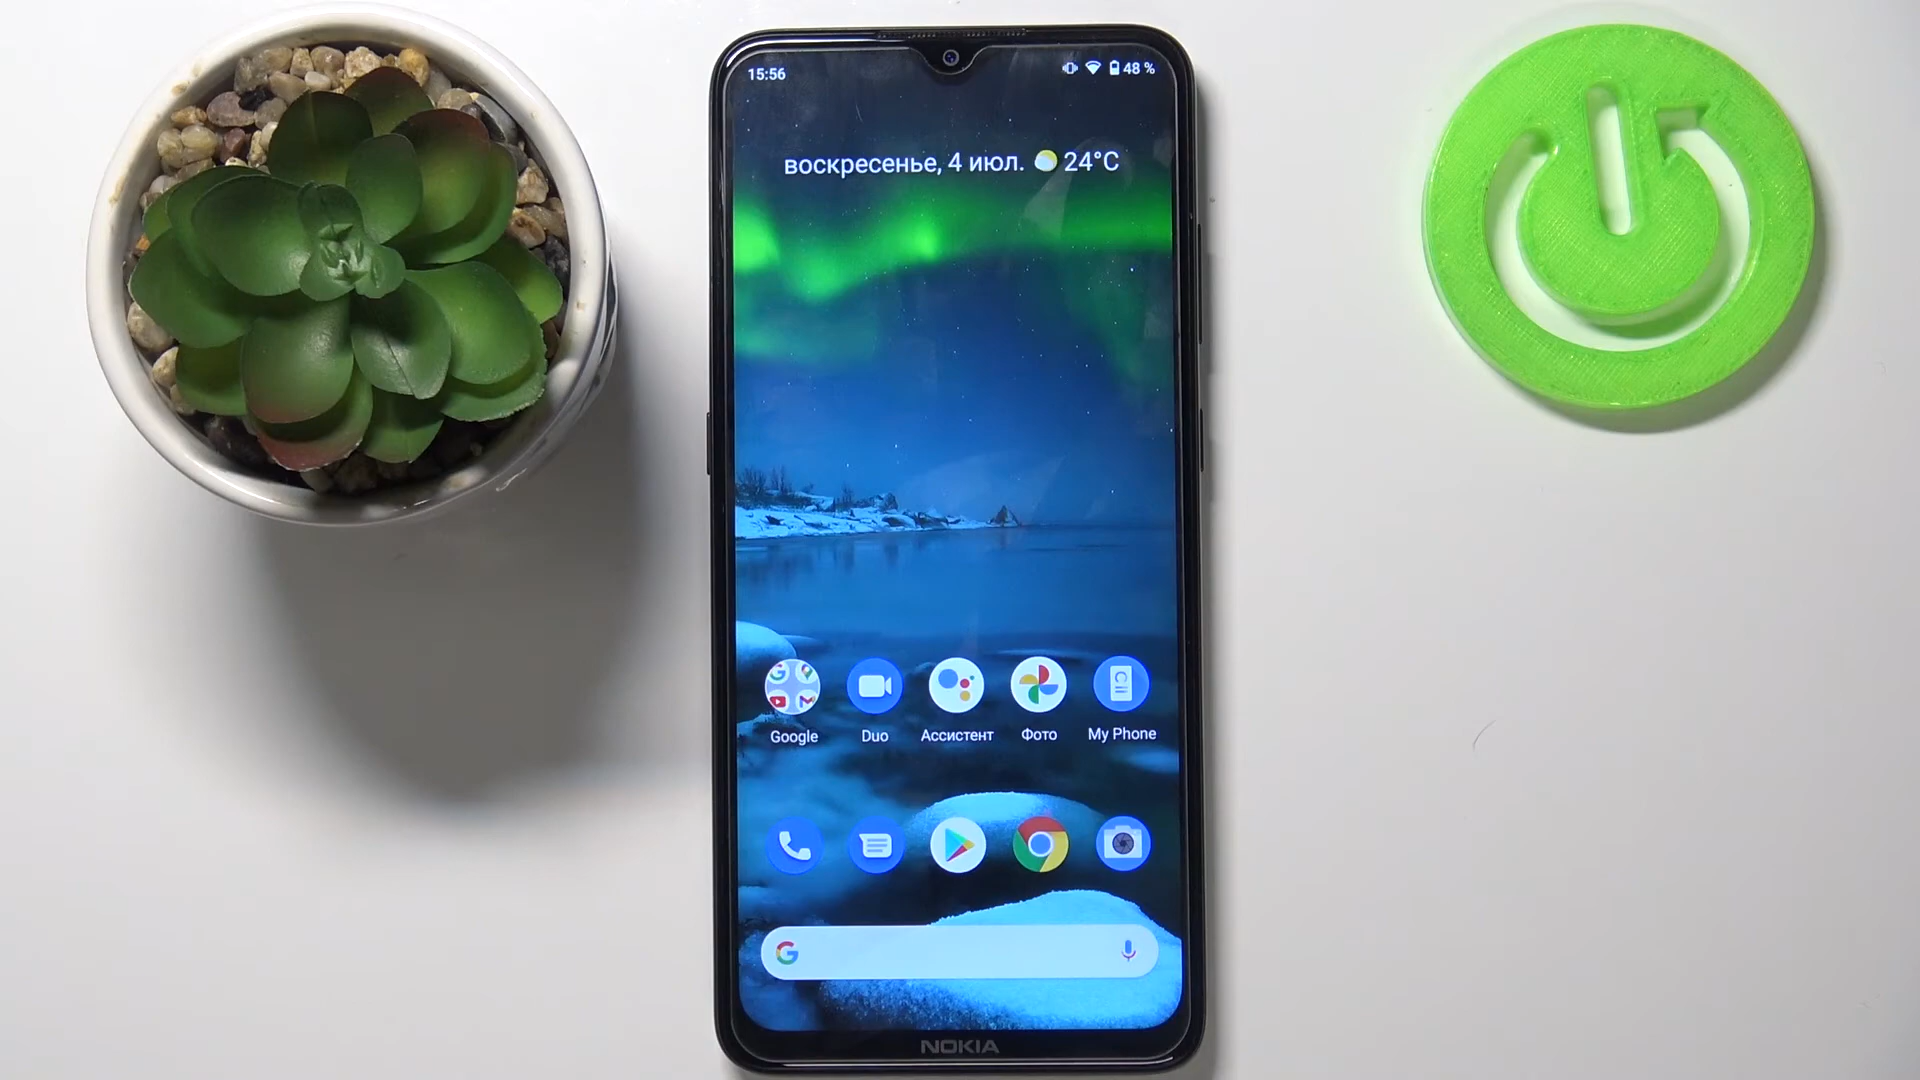 15:56
48 %
воскресенье, 4 июл. 24°C
Google
Duo
Ассистент
Фото
My Phone
NOKIA